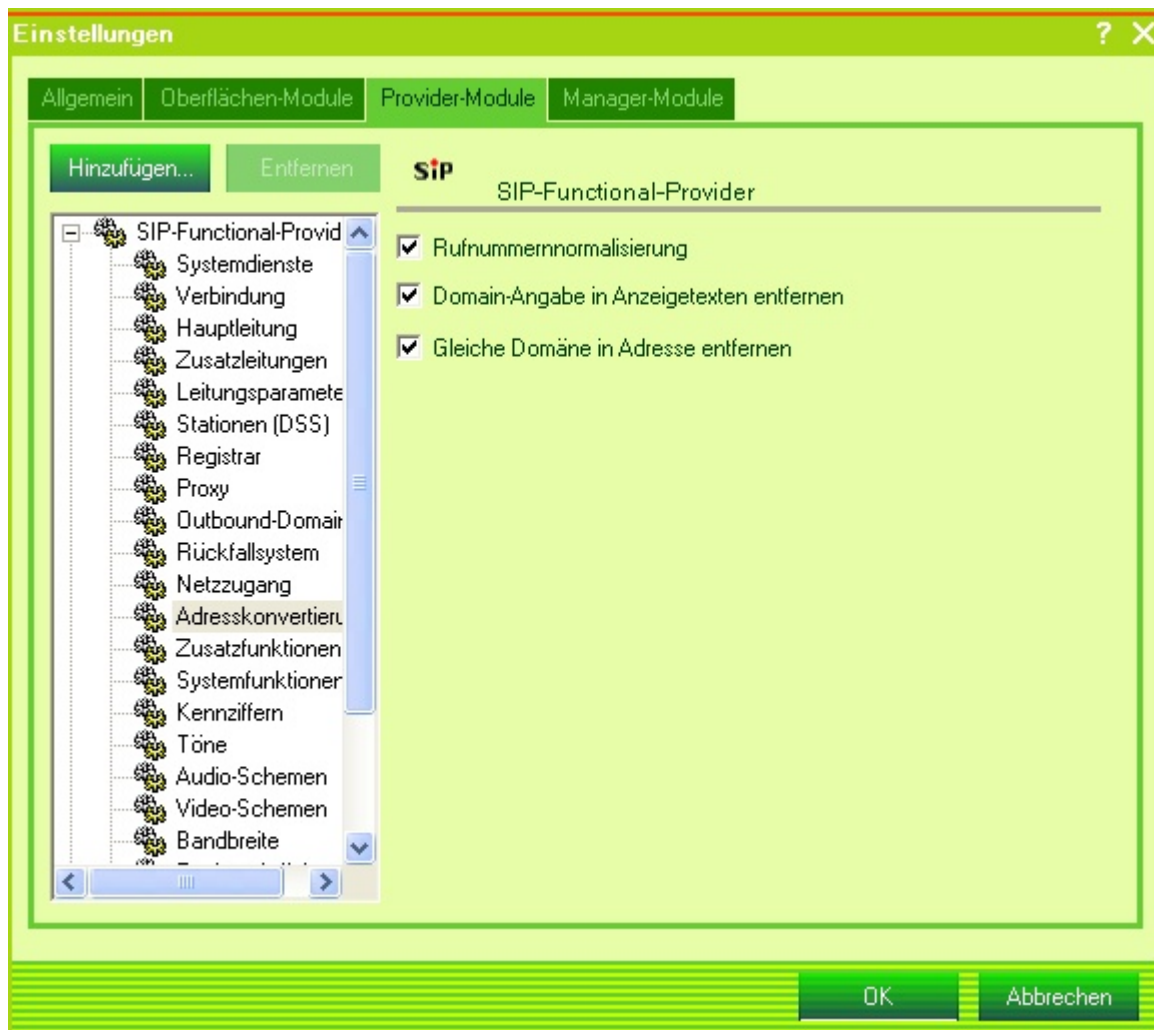 Einstellungen
?
Allgemein
Oberflächen-Module
Provider-Module
Manager-Module
Hinzufügen...
Entfernen
SIP-Functional-Provid
Systemdienste
Verbindung
Hauptleitung
Zusatzleitungen
Leitungsparamete
Stationen (DSS)
Registrar
Proxy
Outbound-Domair
Rückfallsystem
Netzzugang
Adresskonvertieru
Zusatzfunktionen
Systemfunktioner
Kennziffern
Töne
Audio-Schemen
Video-Schemen
Bandbreite
SiP
SIP-Functional-Provider
Rufnummernnormalisierung
Domain-Angabe in Anzeigetexten entfernen
Gleiche Domäne in Adresse entfernen
OK
Abbrechen